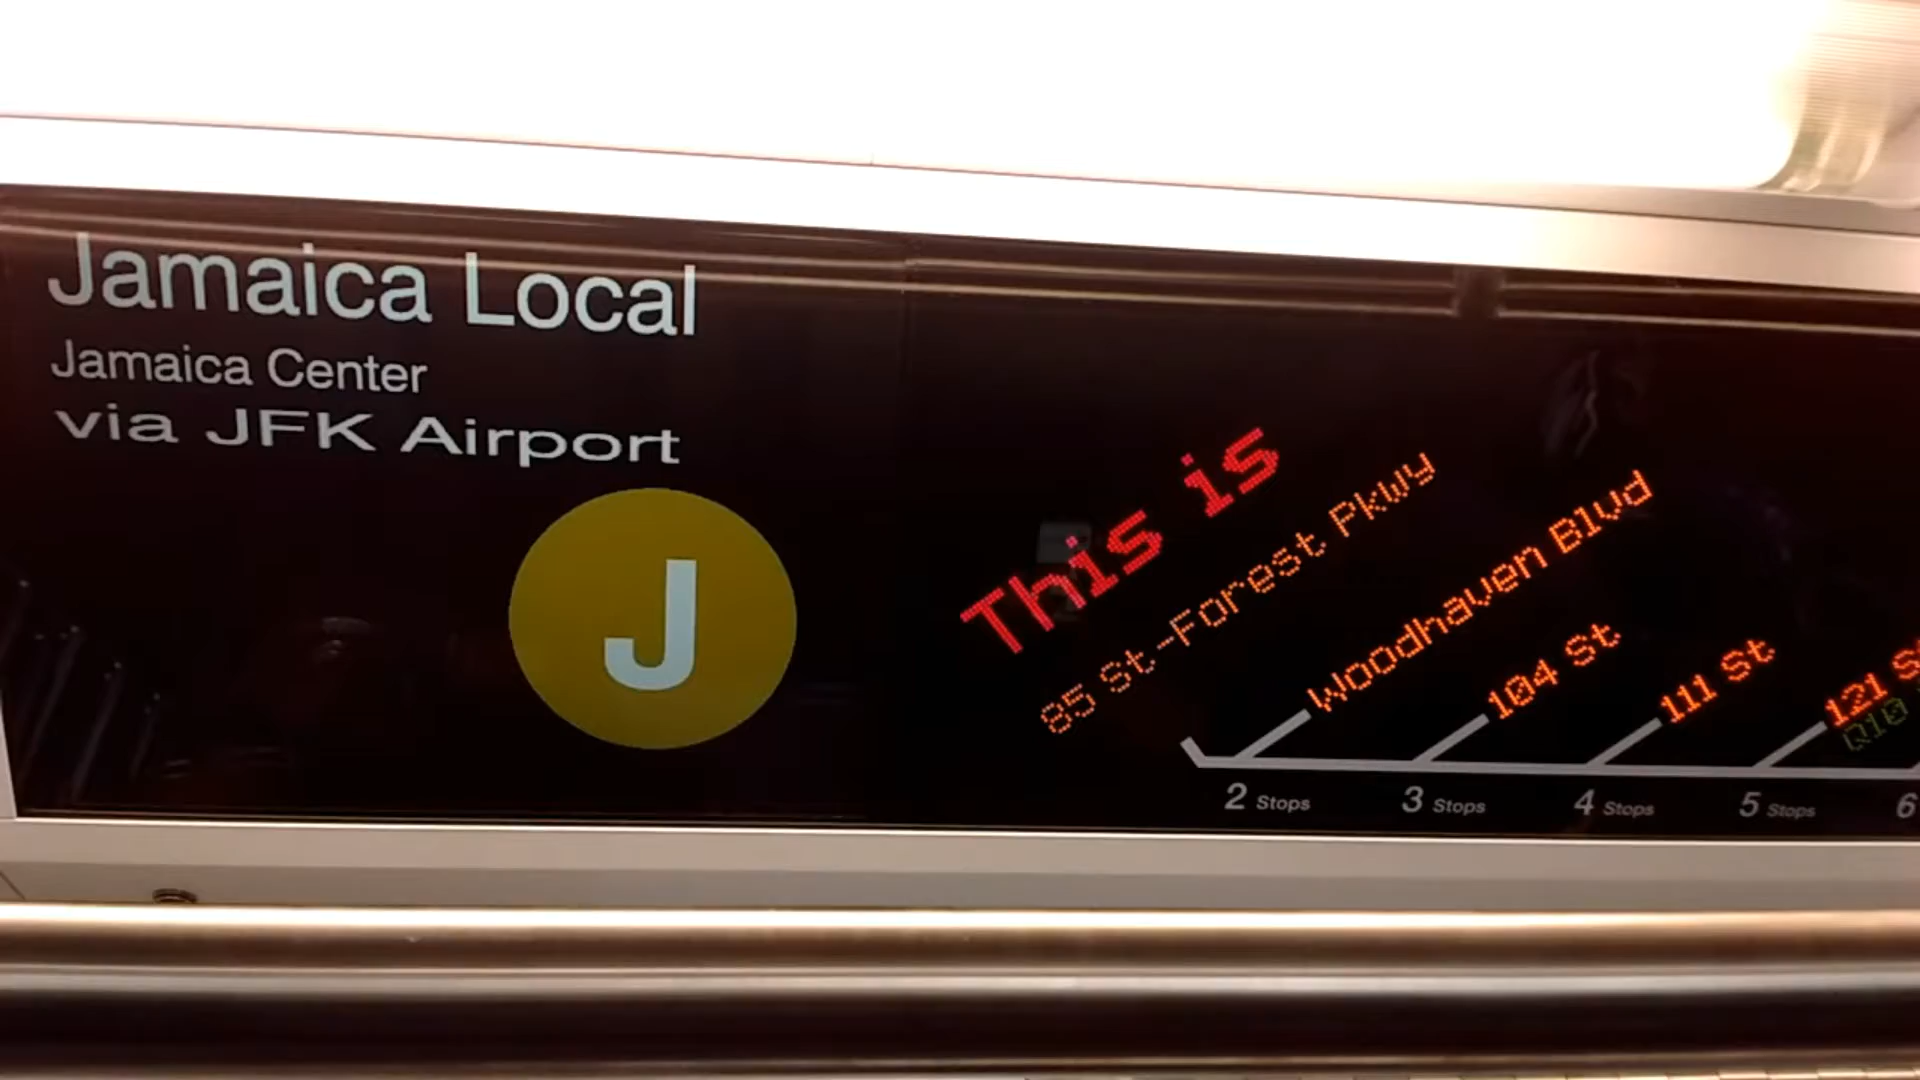 Jamaica Local
Jamaica Center
via JFK Airport
J
This is
85 St-Forest Pkwy
Woodhaven Blvd
104 St
111 St
121 St
Q10
2 Stops
3 Stops
4 Stops
5 Stops
6